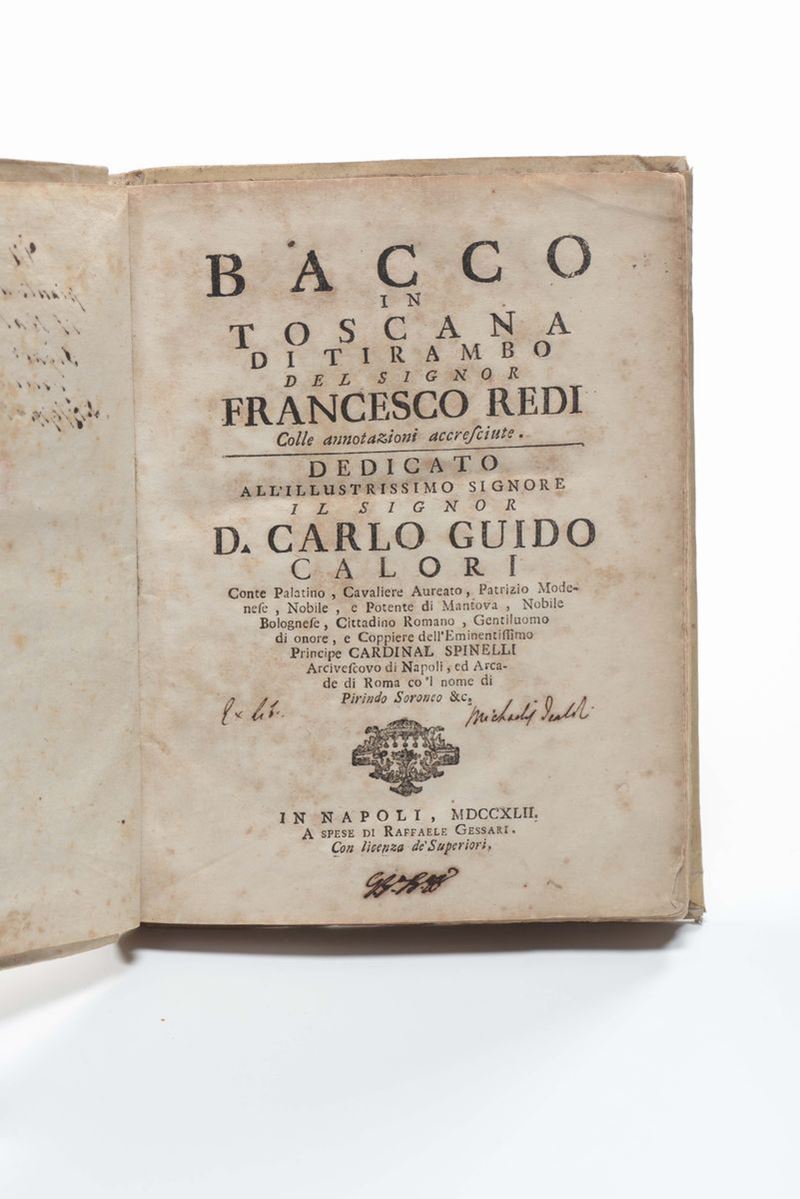 BACCO
IN
TOSCANA
DITIRAMBO
DEL SIGNOR
FRANCESCO REDI
Colle annotazioni accreſciute.
DEDICATO
ALL'ILLUSTRISSIMO SIGNORE
IL SIGNOR
D. CARLO GUIDO
CALORI
Conte Palatino, Cavaliere Aureato, Patrizio Mode-
neſe, Nobile, e Potente di Mantova, Nobile
Bologneſe, Cittadino Romano, Gentiluomo
di onore, e Coppiere dell'Eminentiſſimo
Principe CARDINAL SPINELLI
Arciveſcovo di Napoli, ed Arca-
de di Roma co'l nome di
Pirindo Soronco &c.
Ex lib. Michaelis
IN NAPOLI, MDCCXLII.
A SPESE DI RAFFAELE GESSARI.
Con licenza de' Superiori.